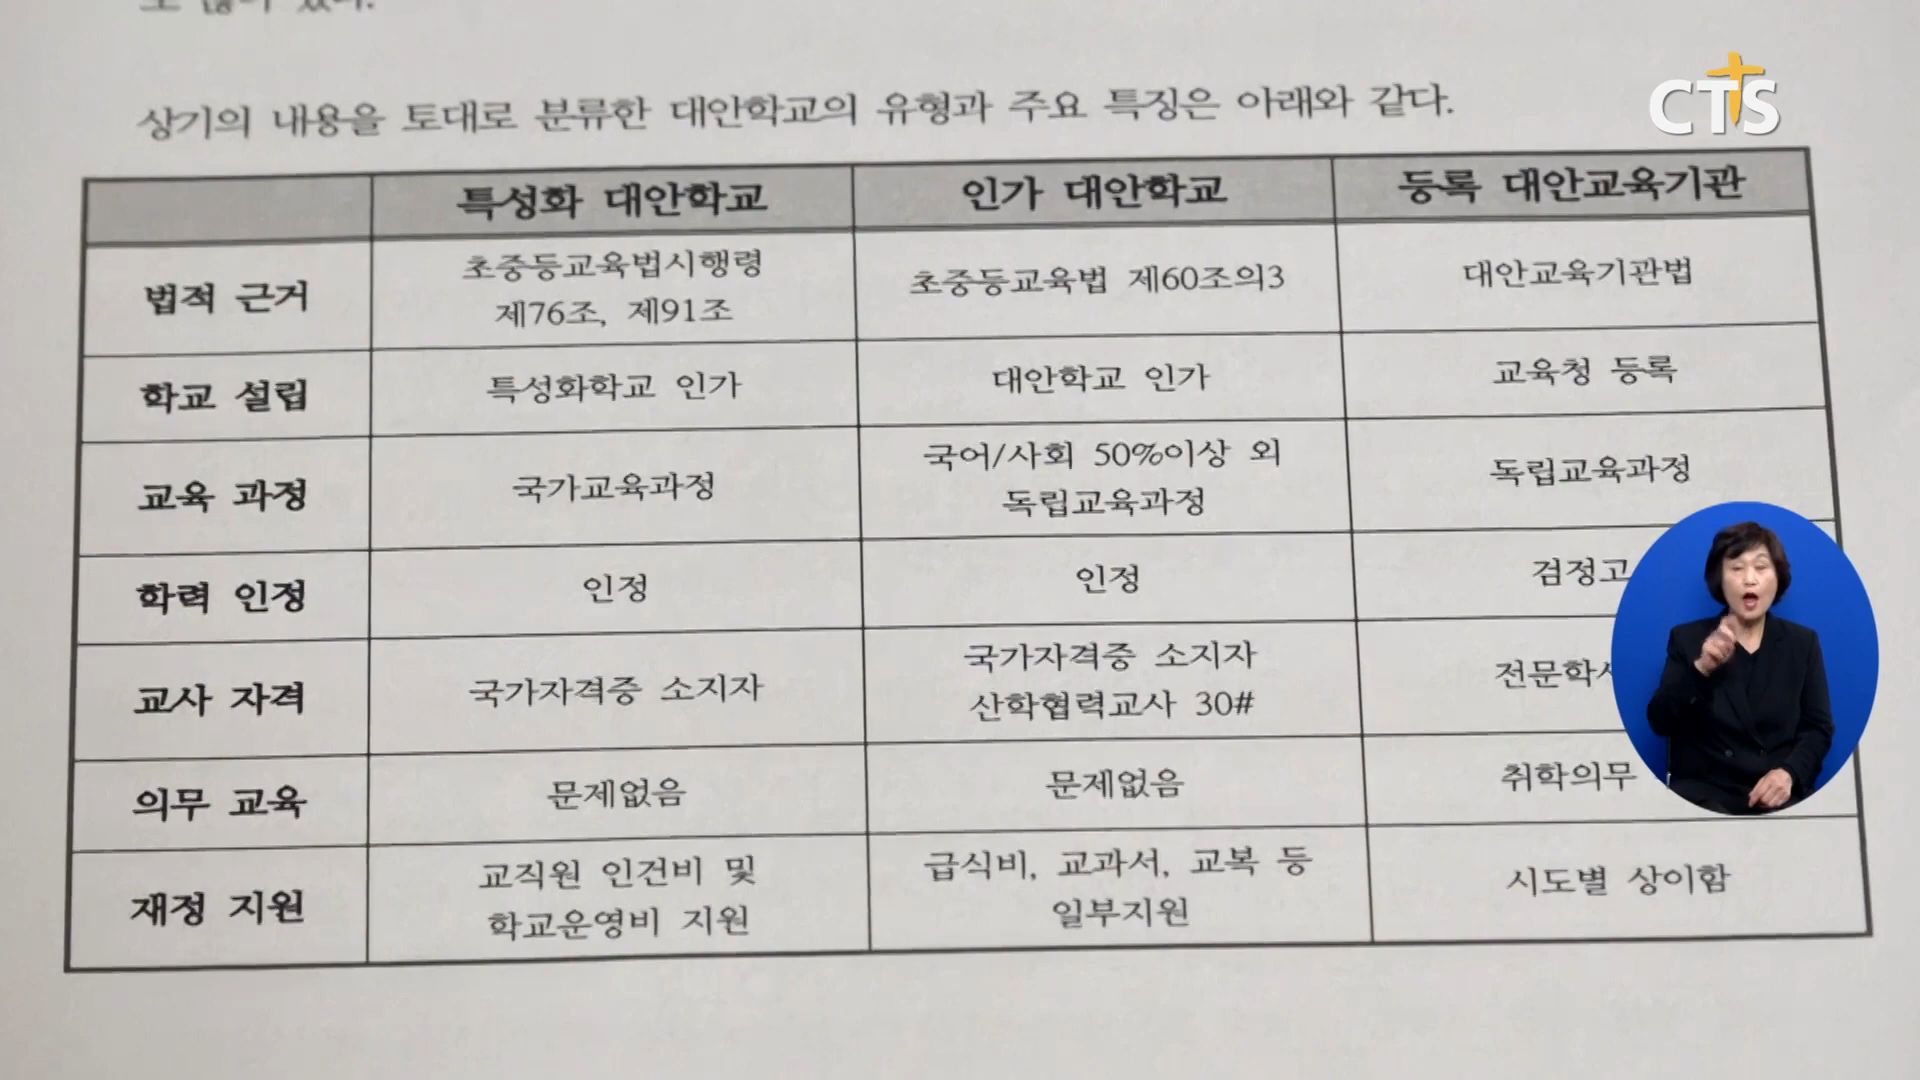 CTS
상기의 내용을 토대로 분류한 대안학교의 유형과 주요 특징은 아래와 같다.
특성화 대안학교 인가 대안학교 등록 대안교육기관
법적 근거
초중등교육법시행령
제76조, 제91조
초중등교육법 제60조의3
대안교육기관법
학교 설립 특성화학교 인가 대안학교 인가 교육청 등록
교육 과정 국가교육과정
국어/사회 50%이상 외
독립교육과정
독립교육과정
학력 인정 인정 인정 검정고
교사 자격 국가자격증 소지자
국가자격증 소지자
산학협력교사 30#
전문학
의무 교육 문제없음 문제없음 취학의무
재정 지원
교직원 인건비 및
학교운영비 지원
급식비, 교과서, 교복 등
일부지원
시도별 상이함